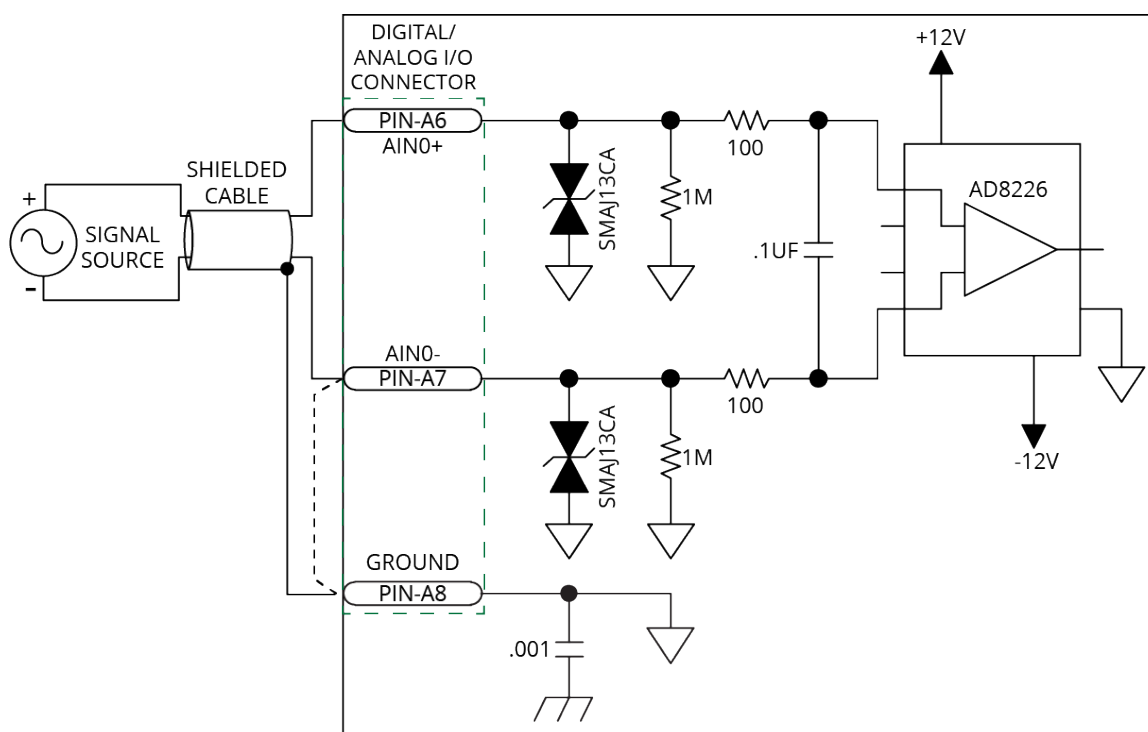 DIGITAL/
ANALOG I/O
CONNECTOR
+12V
PIN-A6
AIN0+
100
SHIELDED
CABLE
SMAJ13CA
1M
AD8226
+
SIGNAL
SOURCE
-
.1UF
AIN0-
PIN-A7
100
SMAJ13CA
1M
-12V
GROUND
PIN-A8
.001